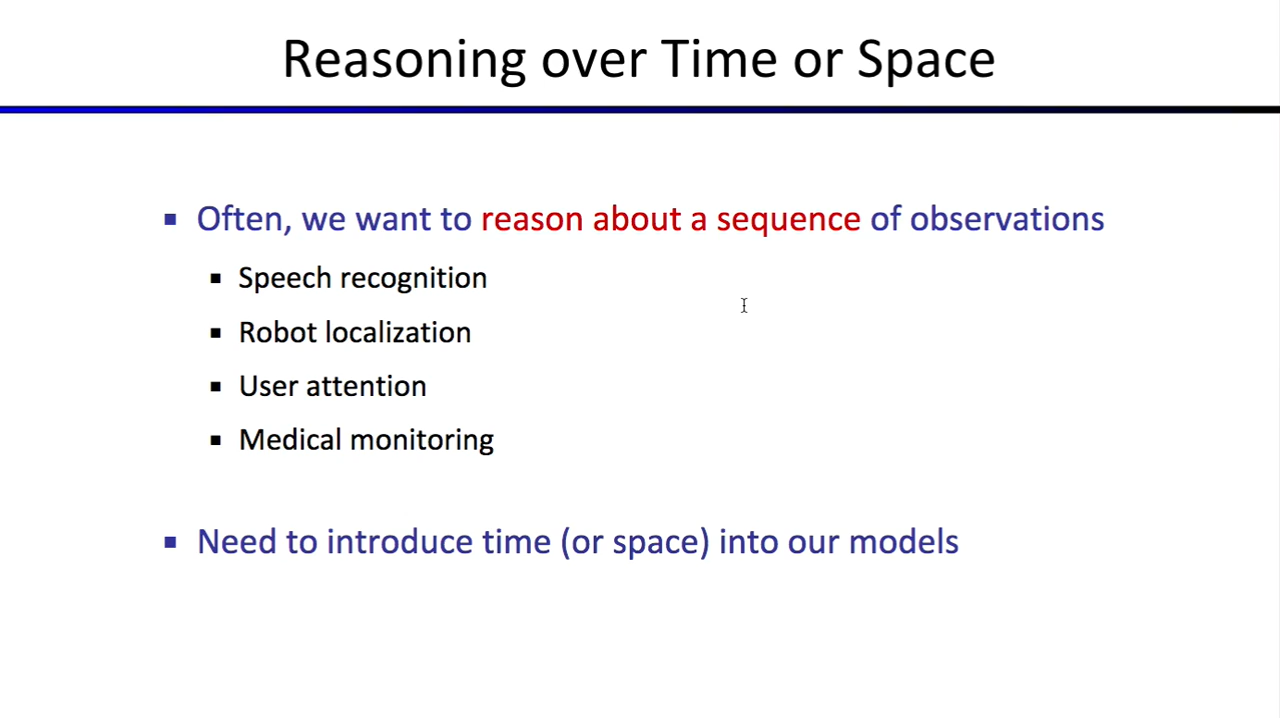 Reasoning over Time or Space
Often, we want to reason about a sequence of observations
Speech recognition
Robot localization
User attention
Medical monitoring
Need to introduce time (or space) into our models